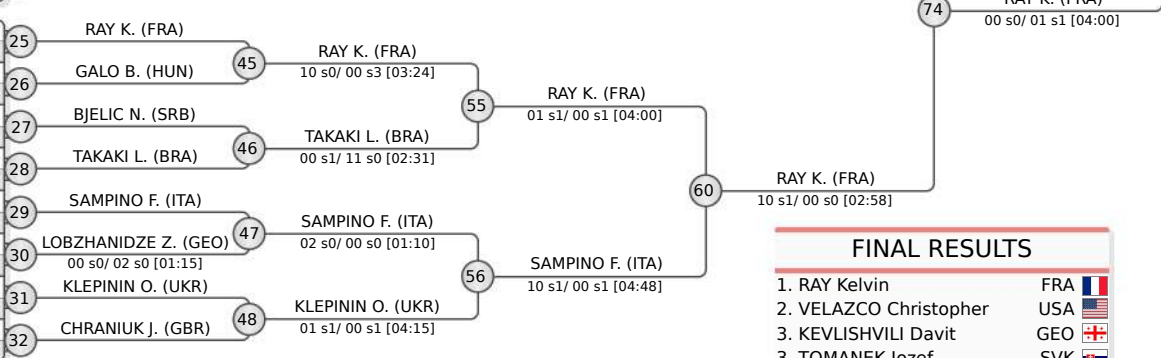 74
RAY K. (FRA)
00 s0/ 01 s1 [04:00]
25
RAY K. (FRA)
26
GALO B. (HUN)
45
RAY K. (FRA)
10 s0/ 00 s3 [03:24]
27
BJELIC N. (SRB)
28
TAKAKI L. (BRA)
46
TAKAKI L. (BRA)
00 s1/ 11 s0 [02:31]
55
RAY K. (FRA)
01 s1/ 00 s1 [04:00]
29
SAMPINO F. (ITA)
30
LOBZHANIDZE Z. (GEO)
00 s0/ 02 s0 [01:15]
47
SAMPINO F. (ITA)
02 s0/ 00 s0 [01:10]
31
KLEPININ O. (UKR)
32
CHRANIUK J. (GBR)
48
KLEPININ O. (UKR)
01 s1/ 00 s1 [04:15]
56
SAMPINO F. (ITA)
10 s1/ 00 s1 [04:48]
60
RAY K. (FRA)
10 s1/ 00 s0 [02:58]
FINAL RESULTS
1. RAY Kelvin FRA
2. VELAZCO Christopher USA
3. KEVLISHVILI Davit GEO
3. TOMANEK Jozef SVK